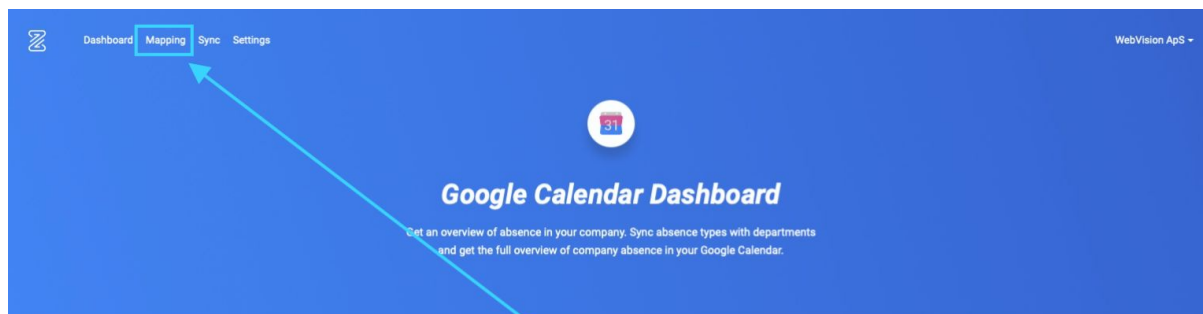 Dashboard Mapping Sync Settings WebVision ApS
31
Google Calendar Dashboard
Get an overview of absence in your company. Sync absence types with departments
and get the full overview of company absence in your Google Calendar.